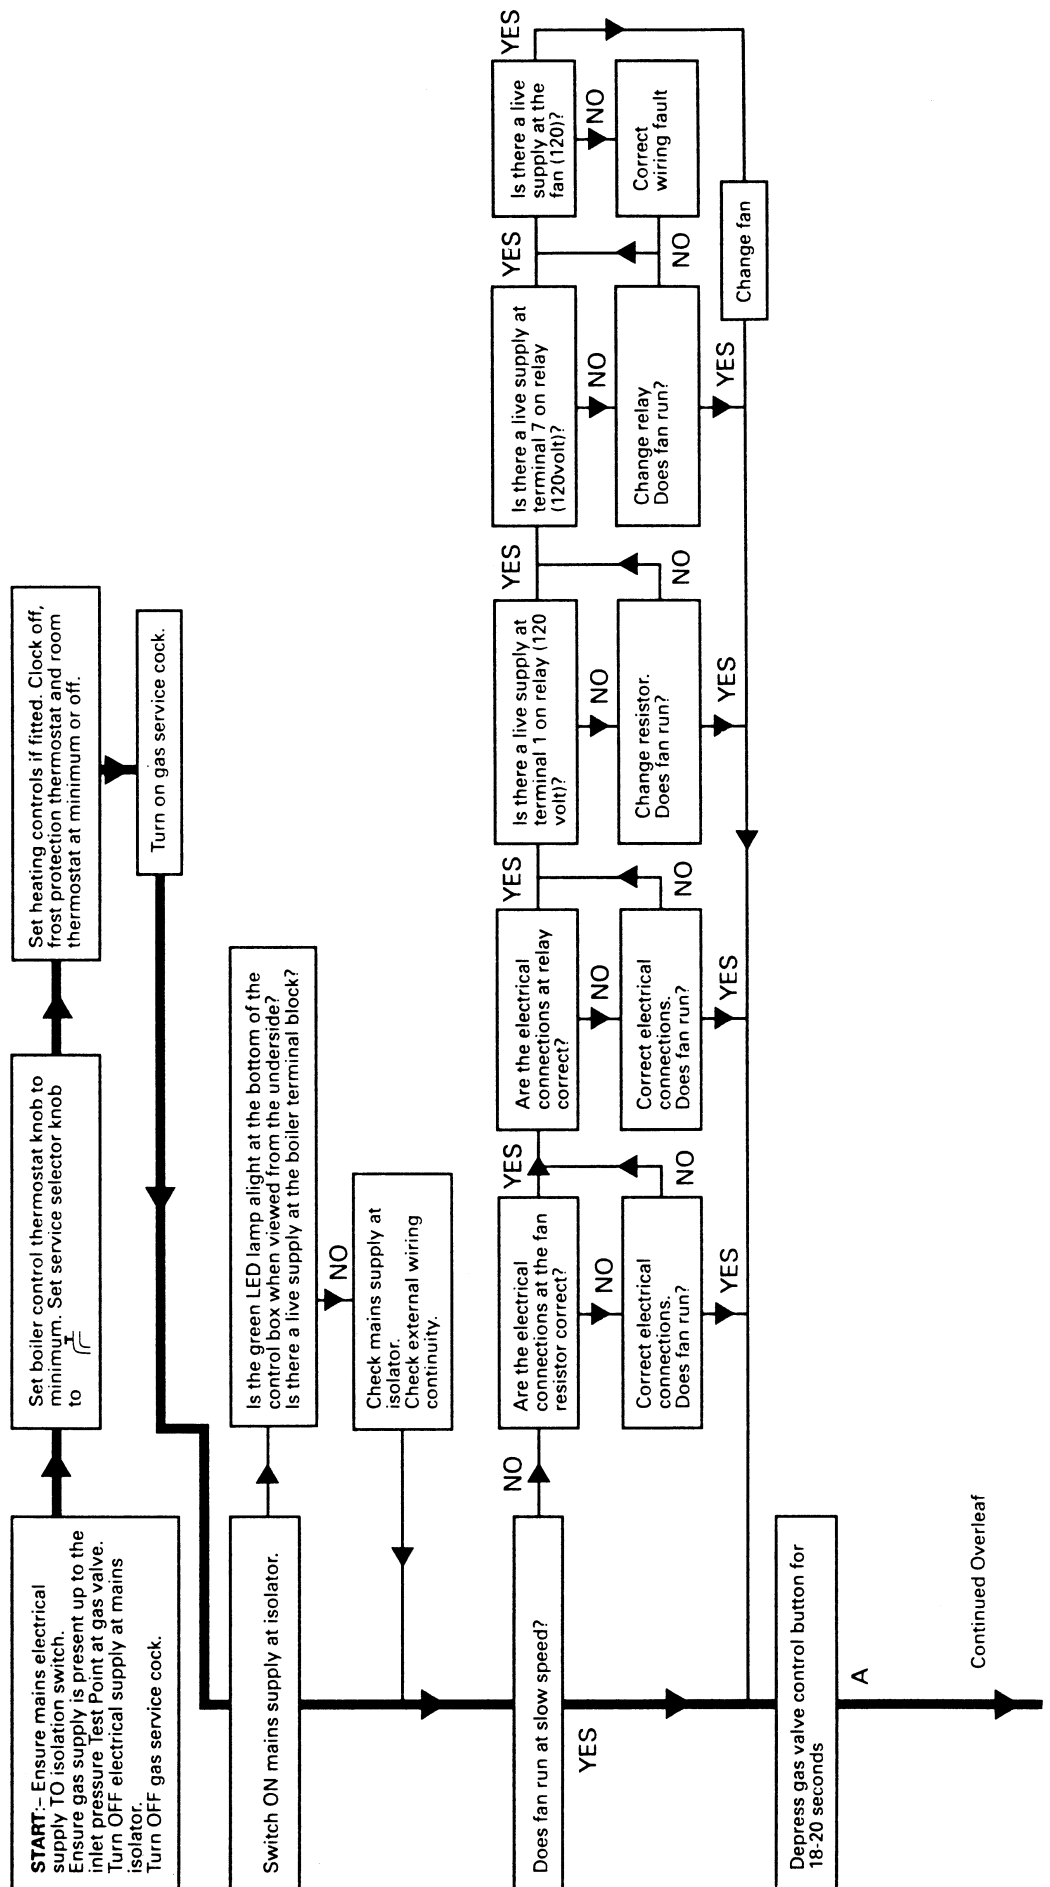 START:– Ensure mains electrical
supply TO isolation switch.
Ensure gas supply is present up to the
inlet pressure Test Point at gas valve.
Turn OFF electrical supply at mains
isolator.
Turn OFF gas service cock.
Set boiler control thermostat knob to
minimum. Set service selector knob
to
Set heating controls if fitted. Clock off,
frost protection thermostat and room
thermostat at minimum or off.
Turn on gas service cock.
Switch ON mains supply at isolator.
Is the green LED lamp alight at the bottom of the
control box when viewed from the underside?
Is there a live supply at the boiler terminal block?
NO
Check mains supply at
isolator.
Check external wiring
continuity.
Does fan run at slow speed?
NO
Are the electrical
connections at the fan
resistor correct?
YES
Are the electrical
connections at relay
correct?
YES
Is there a live supply at
terminal 1 on relay (120
volt)?
YES
Is there a live supply at
terminal 7 on relay
(120volt)?
YES
Is there a live
supply at the
fan (120)?
YES
NO
NO
NO
NO
NO
Correct electrical
connections.
Does fan run?
NO
Correct electrical
connections.
Does fan run?
NO
Change resistor.
Does fan run?
NO
Change relay
Does fan run?
NO
Correct
wiring fault
YES
YES
YES
YES
YES
Change fan
Depress gas valve control button for
18-20 seconds
A
Continued Overleaf